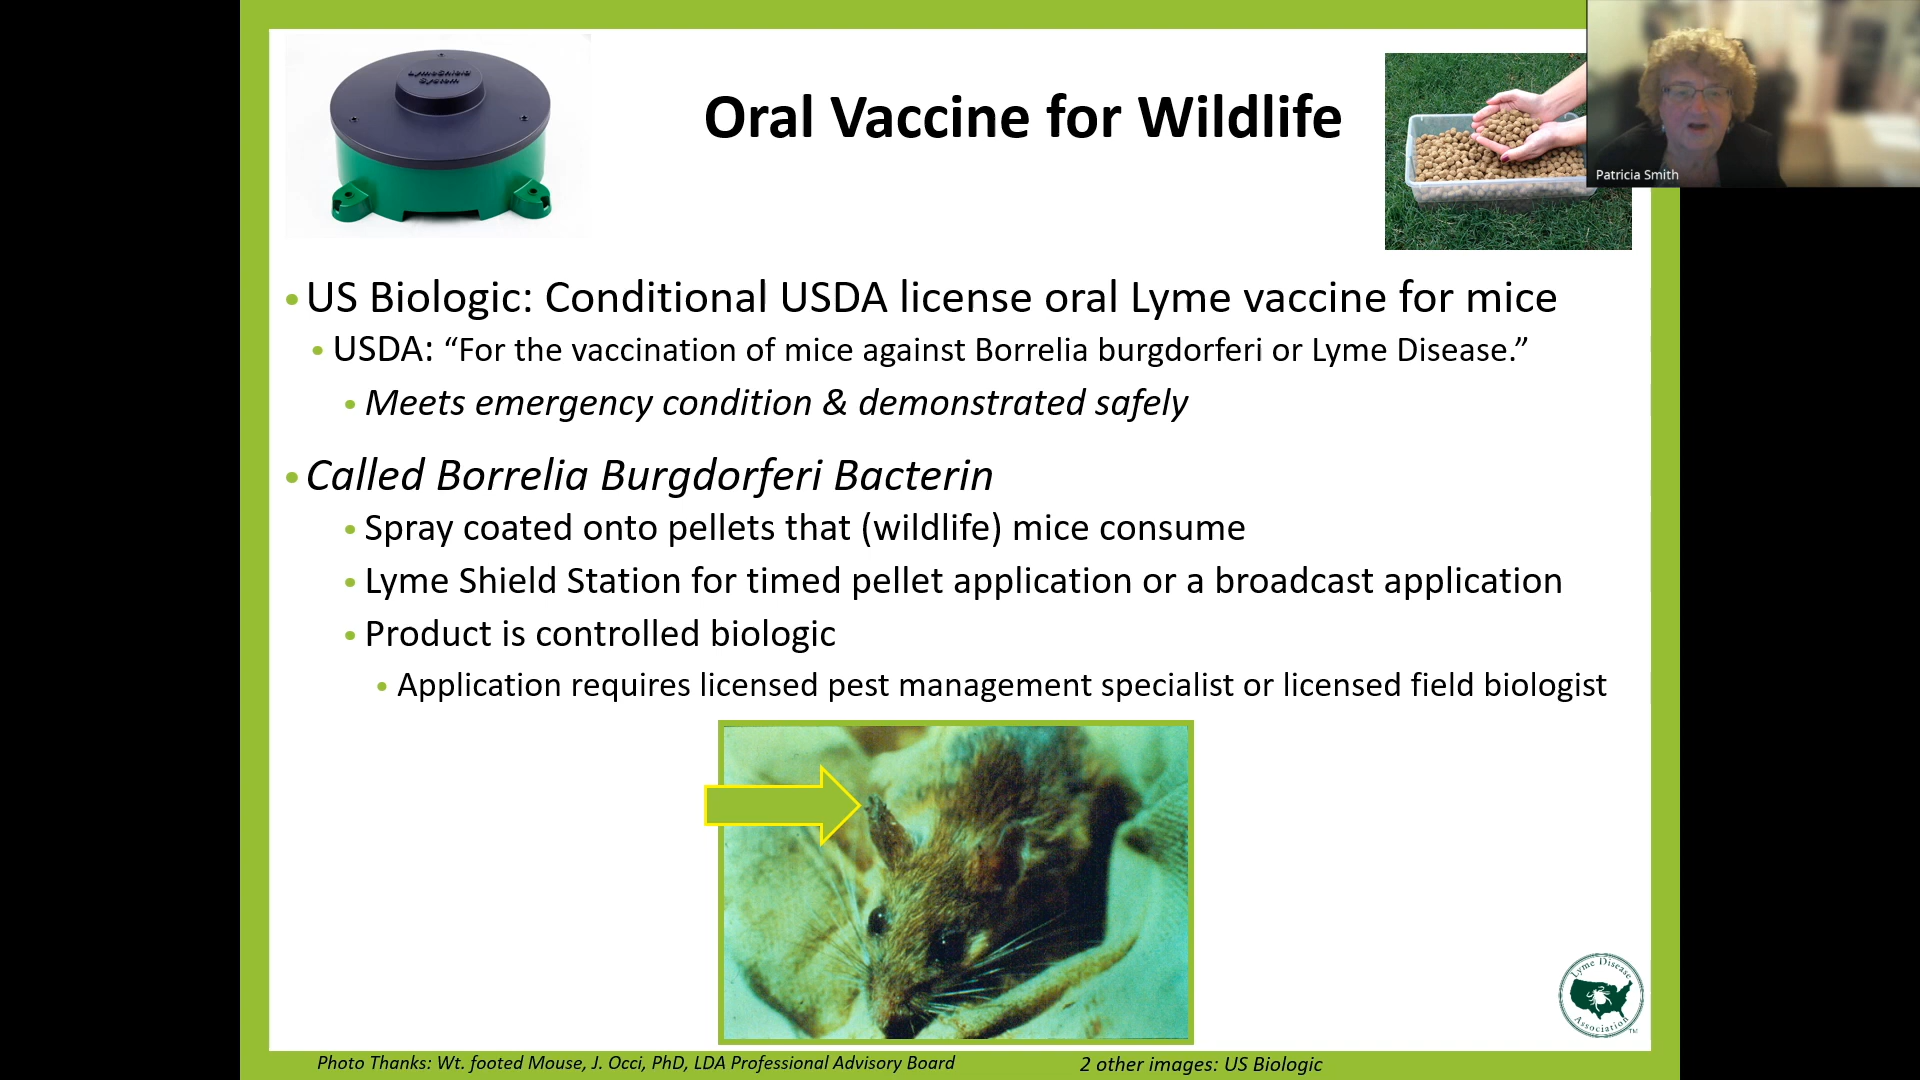 LymeShield
System
Oral Vaccine for Wildlife
Patricia Smith
• US Biologic: Conditional USDA license oral Lyme vaccine for mice
• USDA: “For the vaccination of mice against Borrelia burgdorferi or Lyme Disease.”
• Meets emergency condition & demonstrated safely
• Called Borrelia Burgdorferi Bacterin
• Spray coated onto pellets that (wildlife) mice consume
• Lyme Shield Station for timed pellet application or a broadcast application
• Product is controlled biologic
• Application requires licensed pest management specialist or licensed field biologist
Lyme Disease
Association
TM
Photo Thanks: Wt. footed Mouse, J. Occi, PhD, LDA Professional Advisory Board
2 other images: US Biologic